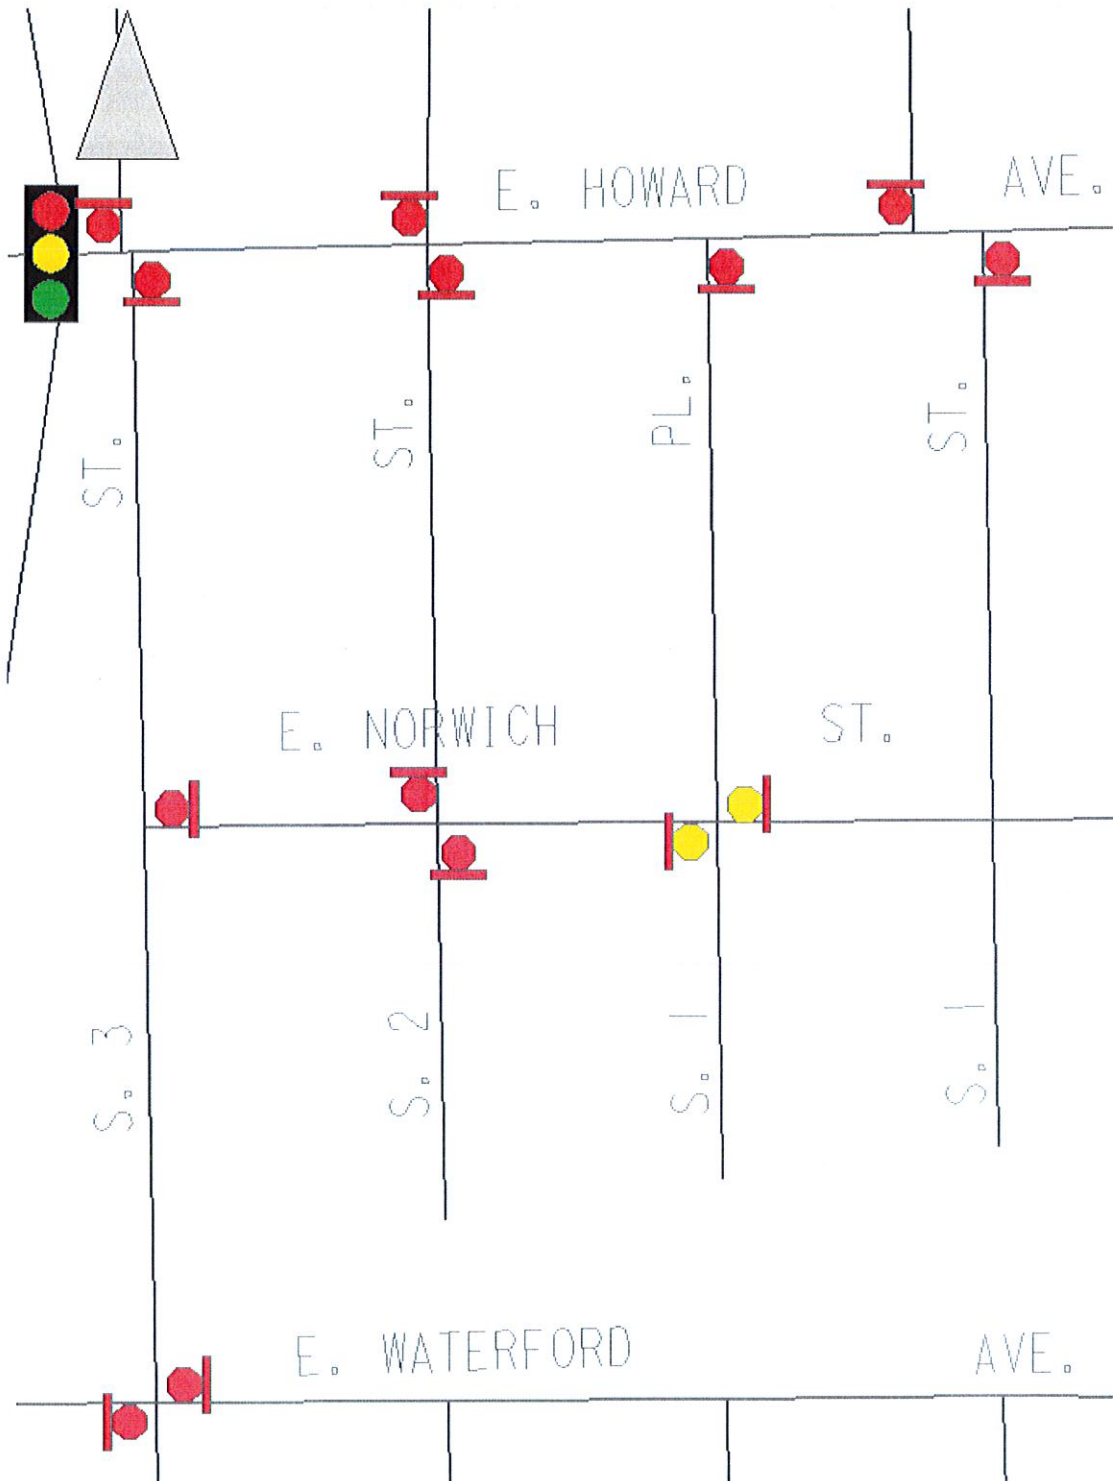 E. HOWARD AVE.
ST.
ST.
PL.
ST.
E. NORWICH ST.
S. 3
S. 2
S. 1
S. 1
E. WATERFORD AVE.